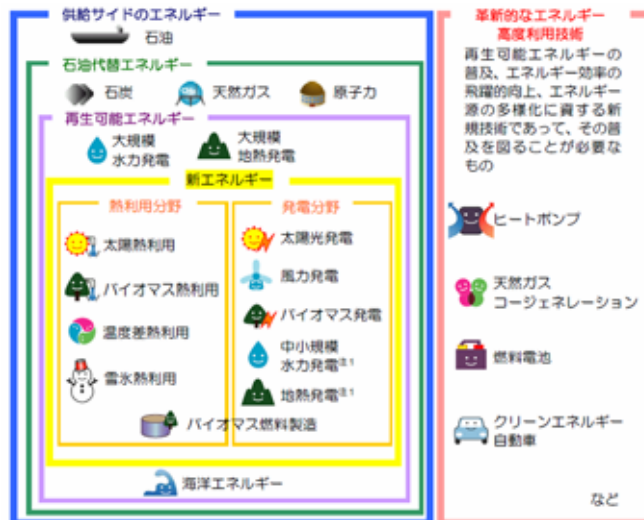 供給サイドのエネルギー
石油
石油代替エネルギー
石炭
天然ガス
原子力
再生可能エネルギー
大規模
水力発電
大規模
地熱発電
新エネルギー
熱利用分野
太陽熱利用
バイオマス熱利用
温度差熱利用
雪氷熱利用
発電分野
太陽光発電
風力発電
バイオマス発電
中小規模
水力発電注1
地熱発電注1
バイオマス燃料製造
海洋エネルギー
革新的なエネルギー
高度利用技術
再生可能エネルギーの
普及、エネルギー効率の
飛躍的向上、エネルギー
源の多様化に資する新
規技術であって、その普
及を図ることが必要な
もの
ヒートポンプ
天然ガス
コージェネレーション
燃料電池
クリーンエネルギー
自動車
など